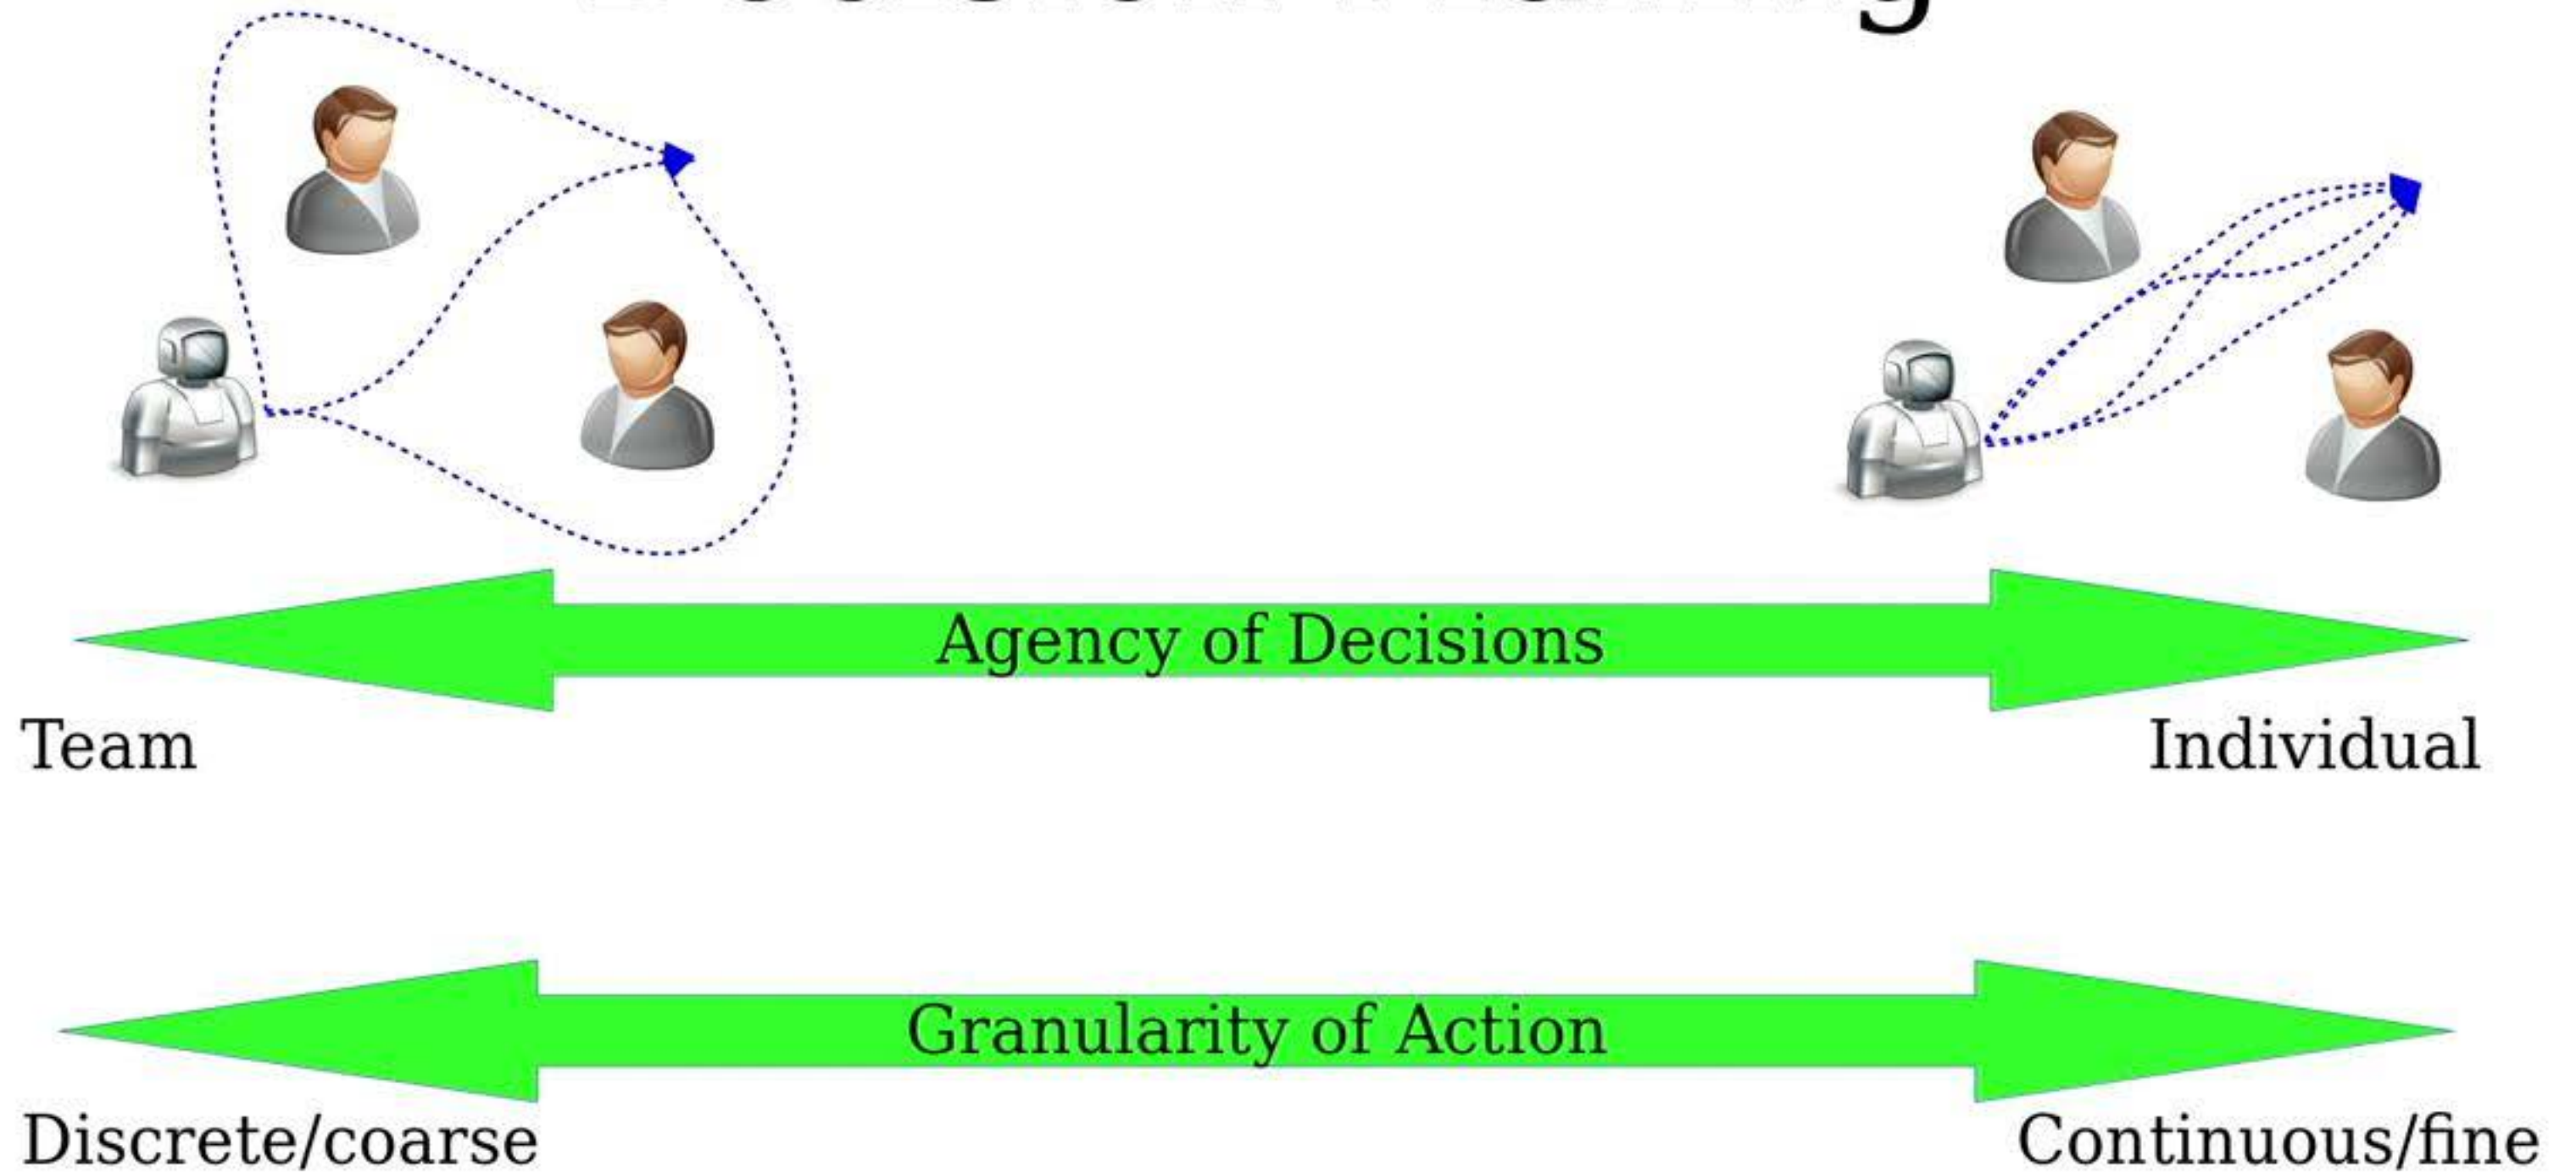 Agency of Decisions
Team
Individual
Granularity of Action
Discrete/coarse
Continuous/fine